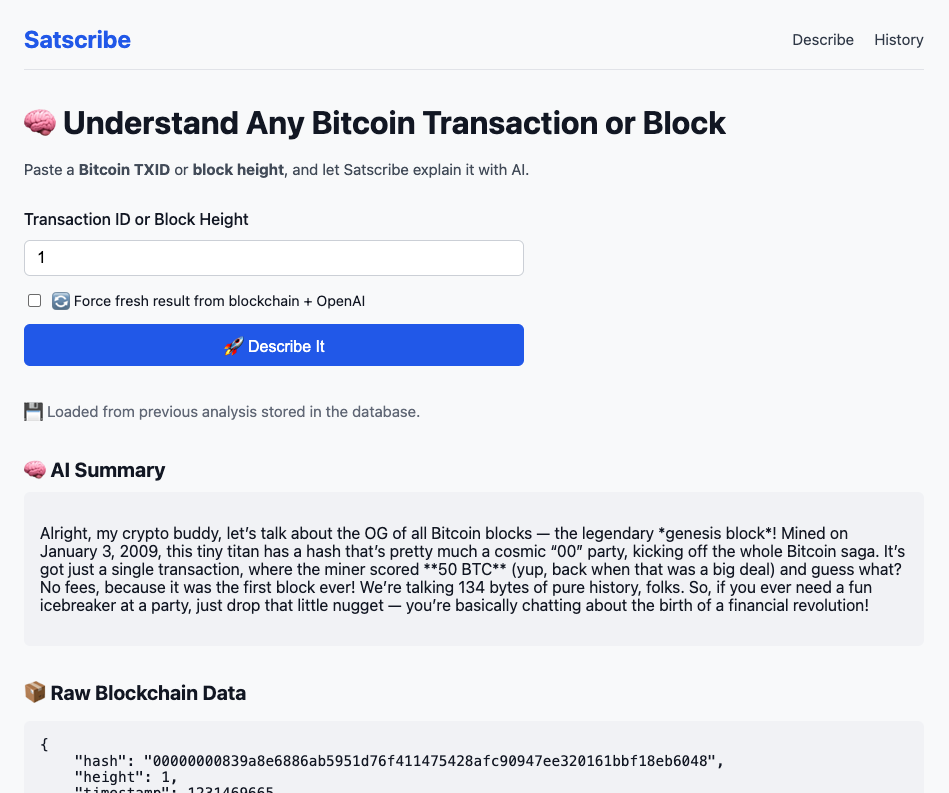 Satscribe
Describe
History
🧠 Understand Any Bitcoin Transaction or Block
Paste a Bitcoin TXID or block height, and let Satscribe explain it with AI.
Transaction ID or Block Height
1
🔄 Force fresh result from blockchain + OpenAI
🚀 Describe It
💾 Loaded from previous analysis stored in the database.
🧠 AI Summary
Alright, my crypto buddy, let’s talk about the OG of all Bitcoin blocks — the legendary *genesis block*! Mined on
January 3, 2009, this tiny titan has a hash that’s pretty much a cosmic “00” party, kicking off the whole Bitcoin saga. It’s
got just a single transaction, where the miner scored **50 BTC** (yup, back when that was a big deal) and guess what?
No fees, because it was the first block ever! We’re talking 134 bytes of pure history, folks. So, if you ever need a fun
icebreaker at a party, just drop that little nugget — you’re basically chatting about the birth of a financial revolution!
📦 Raw Blockchain Data
{
"hash": "00000000839a8e6886ab5951d76f411475428afc90947ee320161bbf18eb6048",
"height": 1,
"timestamp": 1231469665,